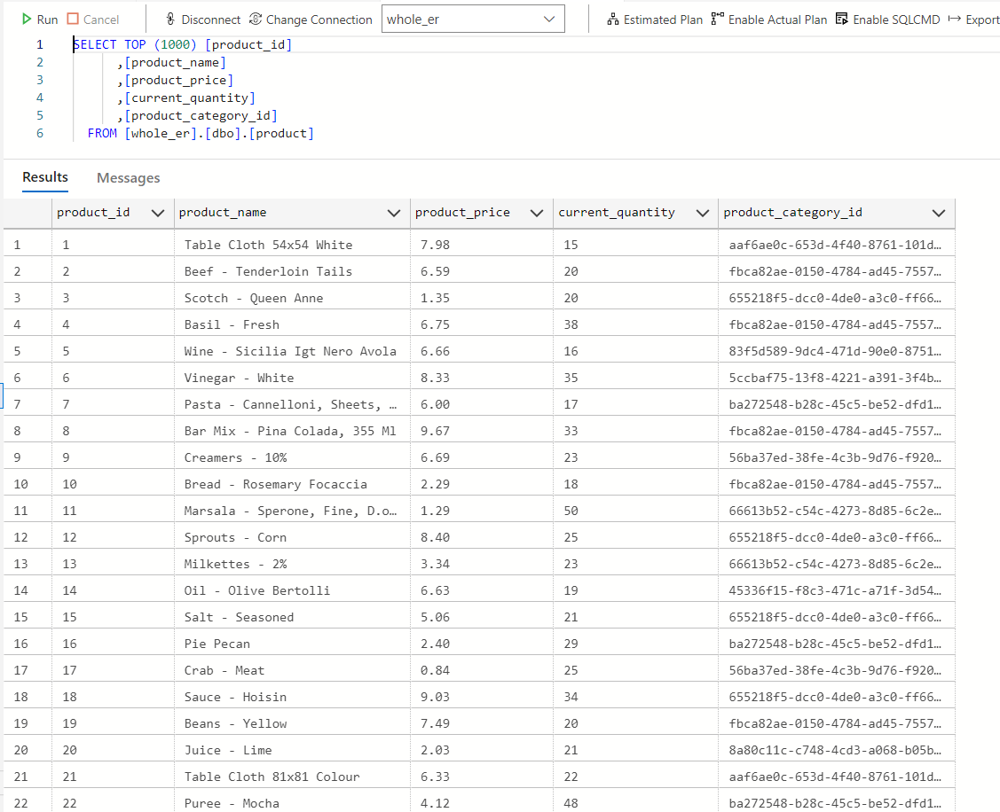 Run Cancel Disconnect Change Connection whole_er Estimated Plan Enable Actual Plan Enable SQLCMD Export
1 SELECT TOP (1000) [product_id]
2 ,[product_name]
3 ,[product_price]
4 ,[current_quantity]
5 ,[product_category_id]
6 FROM [whole_er].[dbo].[product]
Results Messages
product_id product_name product_price current_quantity product_category_id
1 1 Table Cloth 54x54 White 7.98 15 aaf6ae0c-653d-4f40-8761-101d…
2 2 Beef - Tenderloin Tails 6.59 20 fbca82ae-0150-4784-ad45-7557…
3 3 Scotch - Queen Anne 1.35 20 655218f5-dcc0-4de0-a3c0-ff66…
4 4 Basil - Fresh 6.75 38 fbca82ae-0150-4784-ad45-7557…
5 5 Wine - Sicilia Igt Nero Avola 6.66 16 83f5d589-9dc4-471d-90e0-8751…
6 6 Vinegar - White 8.33 35 5ccbaf75-13f8-4221-a391-3f4b…
7 7 Pasta - Cannelloni, Sheets, … 6.00 17 ba272548-b28c-45c5-be52-dfd1…
8 8 Bar Mix - Pina Colada, 355 Ml 9.67 33 fbca82ae-0150-4784-ad45-7557…
9 9 Creamers - 10% 6.69 23 56ba37ed-38fe-4c3b-9d76-f920…
10 10 Bread - Rosemary Focaccia 2.29 18 fbca82ae-0150-4784-ad45-7557…
11 11 Marsala - Sperone, Fine, D.o… 1.29 50 66613b52-c54c-4273-8d85-6c2e…
12 12 Sprouts - Corn 8.40 25 655218f5-dcc0-4de0-a3c0-ff66…
13 13 Milkettes - 2% 3.34 23 66613b52-c54c-4273-8d85-6c2e…
14 14 Oil - Olive Bertolli 6.63 19 45336f15-f8c3-471c-a71f-3d54…
15 15 Salt - Seasoned 5.06 21 655218f5-dcc0-4de0-a3c0-ff66…
16 16 Pie Pecan 2.40 29 ba272548-b28c-45c5-be52-dfd1…
17 17 Crab - Meat 0.84 25 56ba37ed-38fe-4c3b-9d76-f920…
18 18 Sauce - Hoisin 9.03 34 655218f5-dcc0-4de0-a3c0-ff66…
19 19 Beans - Yellow 7.49 20 fbca82ae-0150-4784-ad45-7557…
20 20 Juice - Lime 2.03 21 8a80c11c-c748-4cd3-a068-b05b…
21 21 Table Cloth 81x81 Colour 6.33 22 aaf6ae0c-653d-4f40-8761-101d…
22 22 Puree - Mocha 4.12 48 ba272548-b28c-45c5-be52-dfd1…